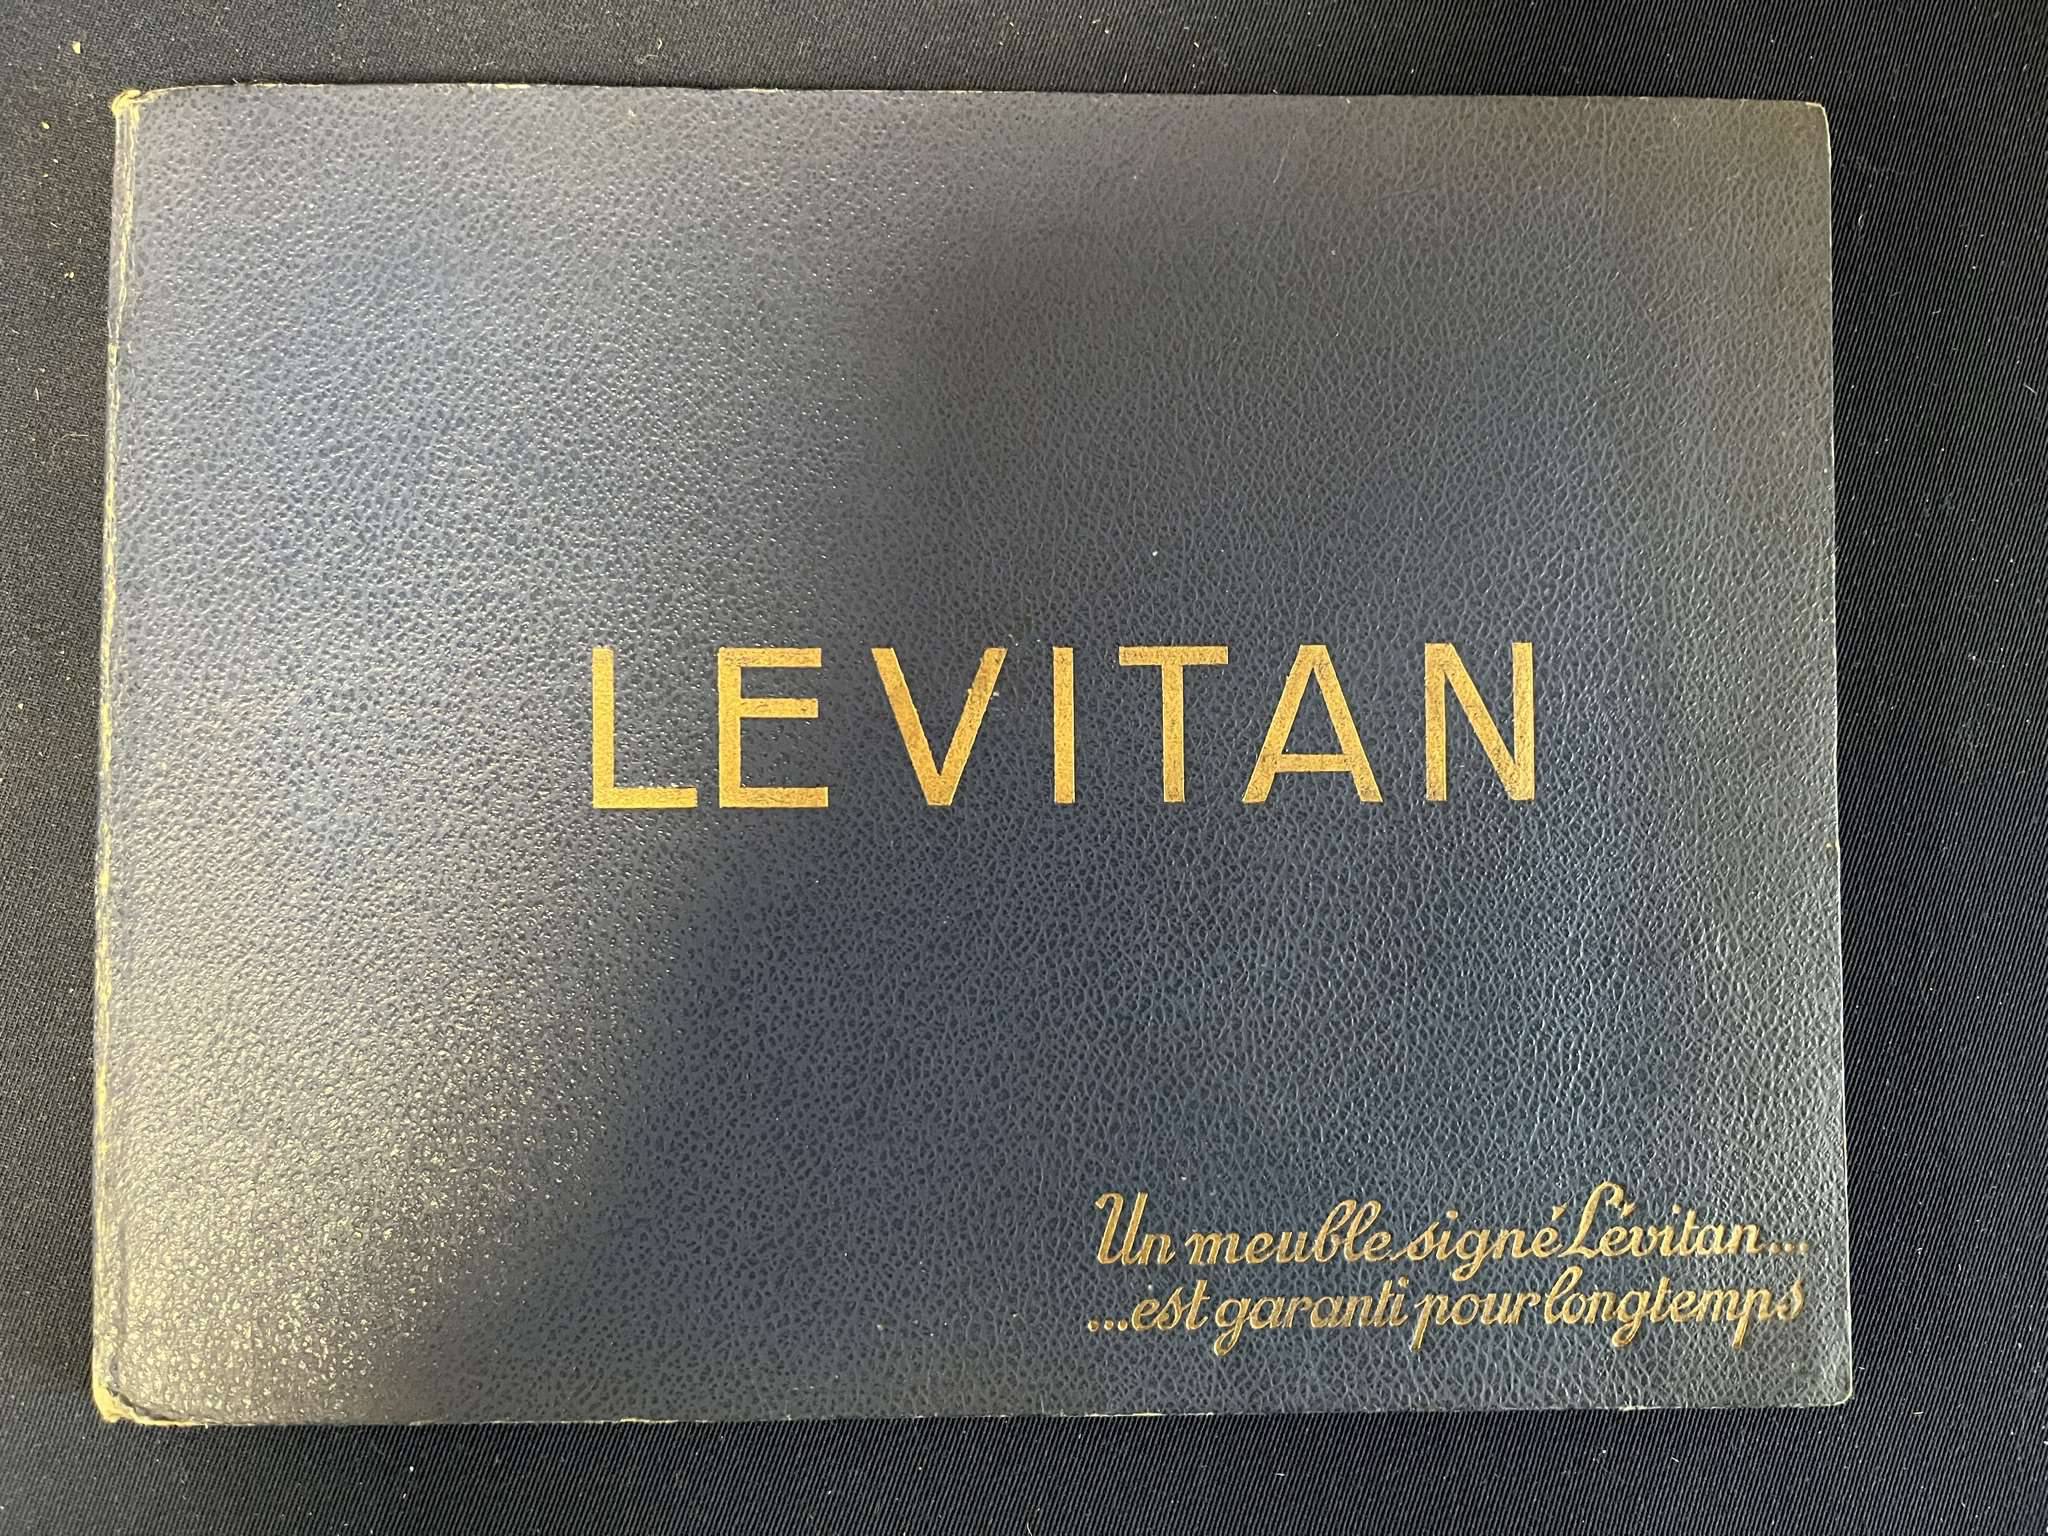 LEVITAN
Un meuble signé Lévitan...
...est garanti pour longtemps